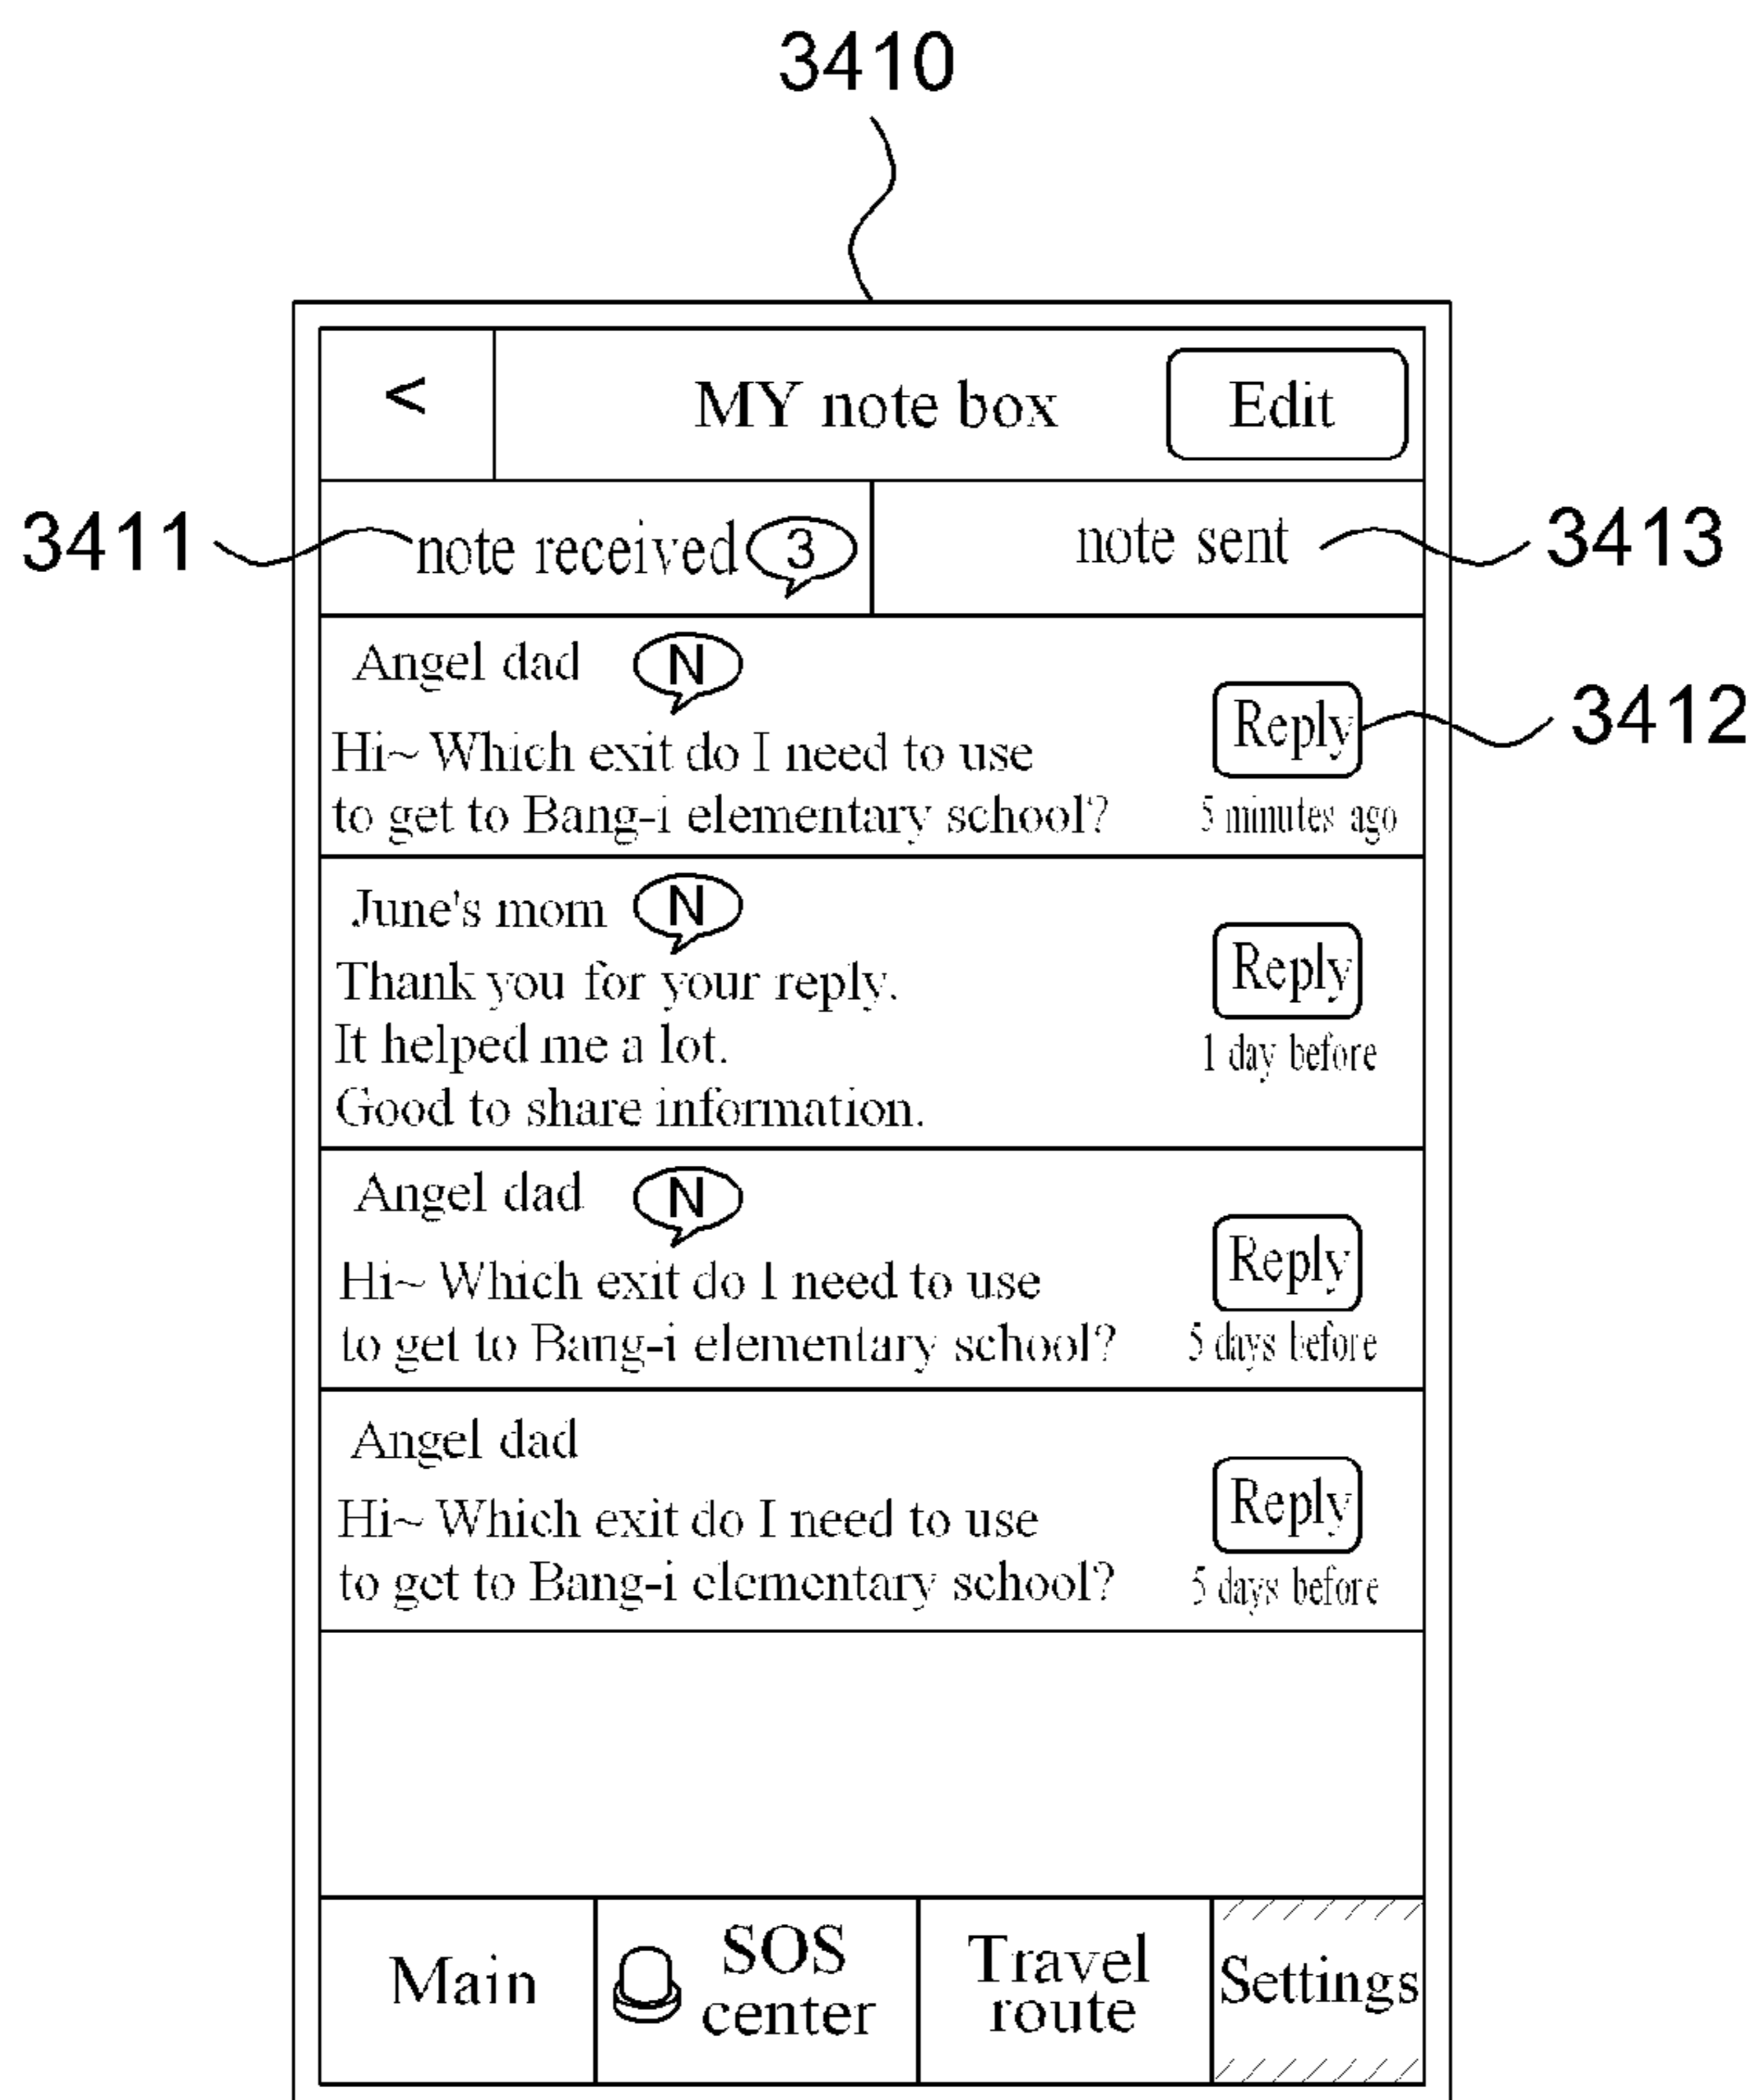 3410
< MY note box Edit
3411 note received 3 note sent 3413
Angel dad N
Reply 3412
Hi~ Which exit do I need to use
to get to Bang-i elementary school? 5 minutes ago
June's mom N
Reply
Thank you for your reply.
It helped me a lot. 1 day before
Good to share information.
Angel dad N
Reply
Hi~ Which exit do I need to use
to get to Bang-i elementary school? 5 days before
Angel dad
Reply
Hi~ Which exit do I need to use
to get to Bang-i elementary school? 5 days before
Main
SOS
center
Travel
route
Settings